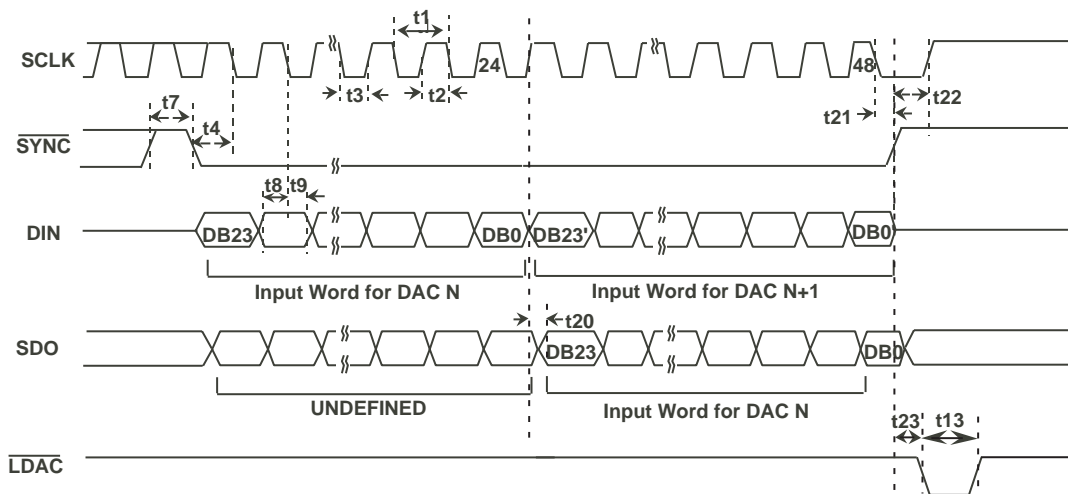 t1
SCLK
24
48
t3
t2
t22
t7
t21
t4
SYNC
t8
t9
DIN
DB23
DB0
DB23'
DB0'
Input Word for DAC N
Input Word for DAC N+1
t20
SDO
DB23
DB0
UNDEFINED
Input Word for DAC N
t23
t13
LDAC